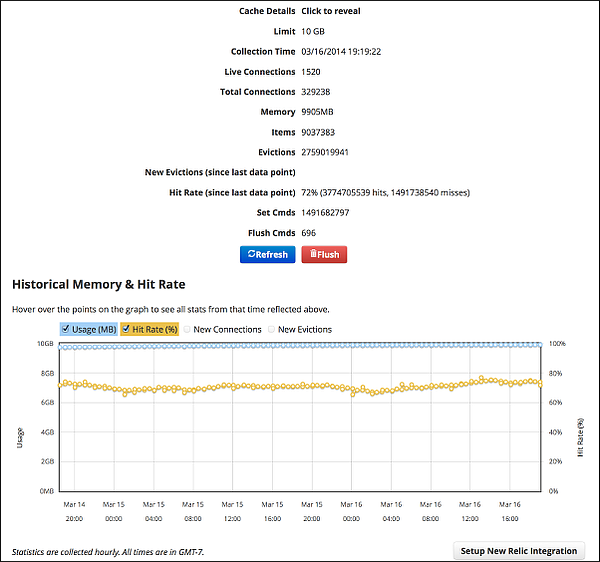 Cache Details Click to reveal
Limit 10 GB
Collection Time 03/16/2014 19:19:22
Live Connections 1520
Total Connections 329238
Memory 9905MB
Items 9037383
Evictions 2759019941
New Evictions (since last data point)
Hit Rate (since last data point) 72% (3774705539 hits, 1491738540 misses)
Set Cmds 1491682797
Flush Cmds 696
Refresh Flush
Historical Memory & Hit Rate
Hover over the points on the graph to see all stats from that time reflected above.
Usage (MB) Hit Rate (%) New Connections New Evictions
10GB 100%
8GB 80%
6GB 60%
4GB 40%
2GB 20%
0MB 0%
Usage
Hit Rate (%)
Mar 14 Mar 15 Mar 15 Mar 15 Mar 15 Mar 15 Mar 15 Mar 16 Mar 16 Mar 16 Mar 16 Mar 16
20:00 00:00 04:00 08:00 12:00 16:00 20:00 00:00 04:00 08:00 12:00 16:00
Statistics are collected hourly. All times are in GMT-7.
Setup New Relic Integration